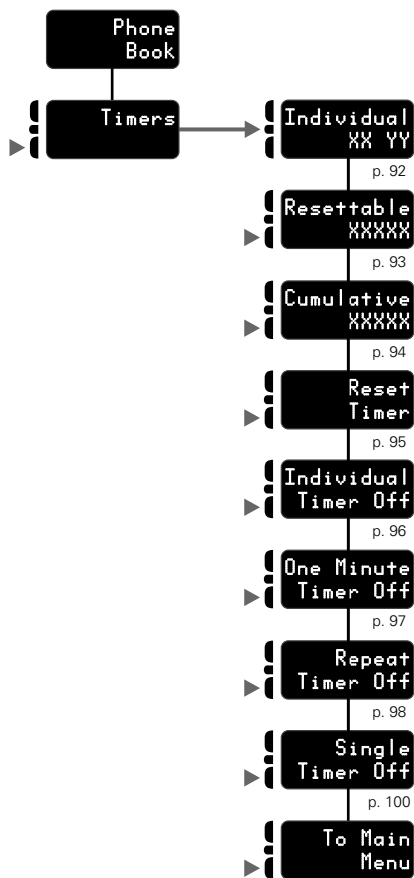 Phone
Book
Timers
Individual
XX YY
p. 92
Resettable
XXXXX
p. 93
Cumulative
XXXXX
p. 94
Reset
Timer
p. 95
Individual
Timer Off
p. 96
One Minute
Timer Off
p. 97
Repeat
Timer Off
p. 98
Single
Timer Off
p. 100
To Main
Menu